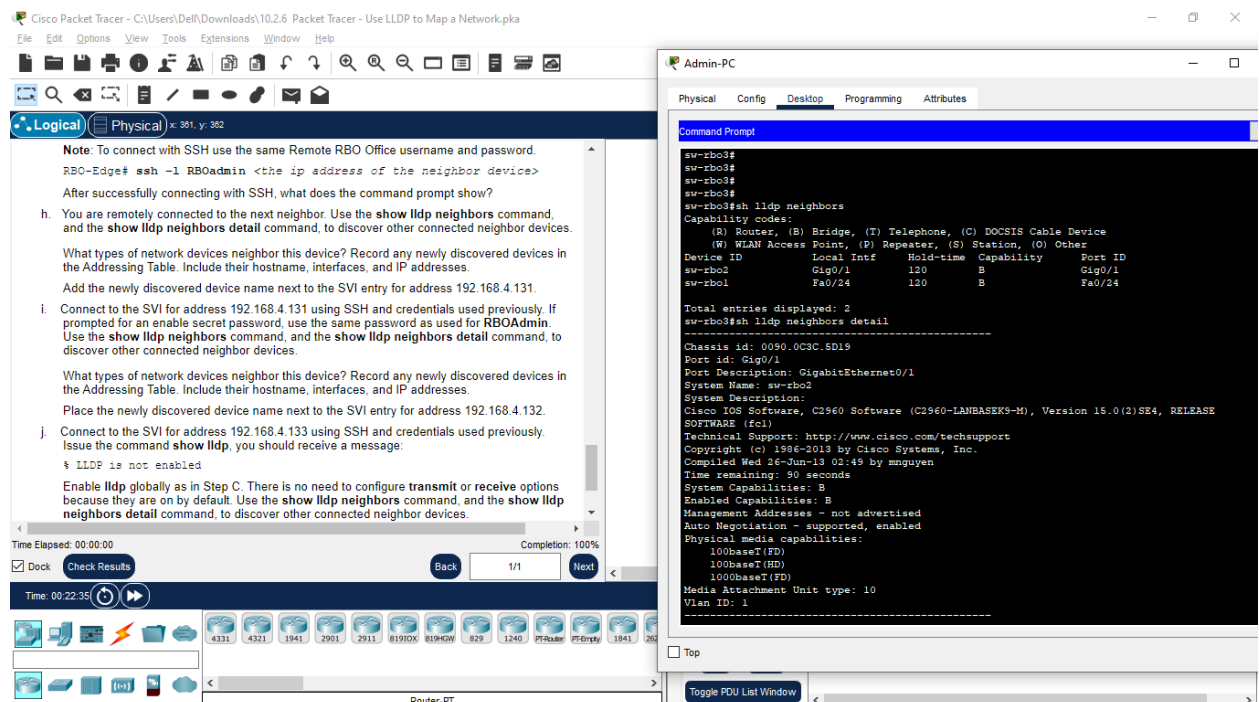 Cisco Packet Tracer - C:\Users\Dell\Downloads\10.2.6 Packet Tracer - Use LLDP to Map a Network.pka
File Edit Options View Tools Extensions Window Help
Logical Physical x: 361, y: 362
Note: To connect with SSH use the same Remote RBO Office username and password.
RBO-Edge# ssh -l RBOadmin <the ip address of the neighbor device>
After successfully connecting with SSH, what does the command prompt show?
h. You are remotely connected to the next neighbor. Use the show lldp neighbors command,
and the show lldp neighbors detail command, to discover other connected neighbor devices.
What types of network devices neighbor this device? Record any newly discovered devices in
the Addressing Table. Include their hostname, interfaces, and IP addresses.
Add the newly discovered device name next to the SVI entry for address 192.168.4.131.
i. Connect to the SVI for address 192.168.4.131 using SSH and credentials used previously. If
prompted for an enable secret password, use the same password as used for RBOAdmin.
Use the show lldp neighbors command, and the show lldp neighbors detail command, to
discover other connected neighbor devices.
What types of network devices neighbor this device? Record any newly discovered devices in
the Addressing Table. Include their hostname, interfaces, and IP addresses.
Place the newly discovered device name next to the SVI entry for address 192.168.4.132.
j. Connect to the SVI for address 192.168.4.133 using SSH and credentials used previously.
Issue the command show lldp, you should receive a message:
% LLDP is not enabled
Enable lldp globally as in Step C. There is no need to configure transmit or receive options
because they are on by default. Use the show lldp neighbors command, and the show lldp
neighbors detail command, to discover other connected neighbor devices.
Time Elapsed: 00:00:00 Completion: 100%
Dock Check Results Back 1/1 Next
Time: 00:22:35
4331 4321 1941 2901 2911 819IOX 819HGW 829 1240 PT-Router PT-Empty 1841 262
Router-PT
Admin-PC
Physical Config Desktop Programming Attributes
Command Prompt
sw-rbo3#
sw-rbo3#
sw-rbo3#
sw-rbo3#
sw-rbo3#sh lldp neighbors
Capability codes:
(R) Router, (B) Bridge, (T) Telephone, (C) DOCSIS Cable Device
(W) WLAN Access Point, (P) Repeater, (S) Station, (O) Other
Device ID Local Intf Hold-time Capability Port ID
sw-rbo2 Gig0/1 120 B Gig0/1
sw-rbo1 Fa0/24 120 B Fa0/24
Total entries displayed: 2
sw-rbo3#sh lldp neighbors detail
------------------------------------------------
Chassis id: 0090.0C3C.5D19
Port id: Gig0/1
Port Description: GigabitEthernet0/1
System Name: sw-rbo2
System Description:
Cisco IOS Software, C2960 Software (C2960-LANBASEK9-M), Version 15.0(2)SE4, RELEASE
SOFTWARE (fc1)
Technical Support: http://www.cisco.com/techsupport
Copyright (c) 1986-2013 by Cisco Systems, Inc.
Compiled Wed 26-Jun-13 02:49 by mnguyen
Time remaining: 90 seconds
System Capabilities: B
Enabled Capabilities: B
Management Addresses - not advertised
Auto Negotiation - supported, enabled
Physical media capabilities:
100baseT(FD)
100baseT(HD)
1000baseT(FD)
Media Attachment Unit type: 10
Vlan ID: 1
------------------------------------------------
Top
Toggle PDU List Window